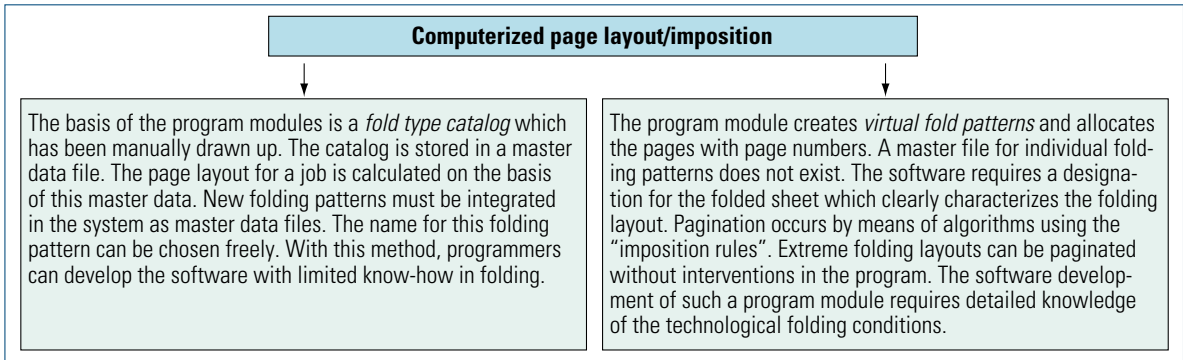 Computerized page layout/imposition
The basis of the program modules is a fold type catalog which
has been manually drawn up. The catalog is stored in a master
data file. The page layout for a job is calculated on the basis
of this master data. New folding patterns must be integrated
in the system as master data files. The name for this folding
pattern can be chosen freely. With this method, programmers
can develop the software with limited know-how in folding.
The program module creates virtual fold patterns and allocates
the pages with page numbers. A master file for individual fold-
ing patterns does not exist. The software requires a designa-
tion for the folded sheet which clearly characterizes the folding
layout. Pagination occurs by means of algorithms using the
“imposition rules”. Extreme folding layouts can be paginated
without interventions in the program. The software develop-
ment of such a program module requires detailed knowledge
of the technological folding conditions.